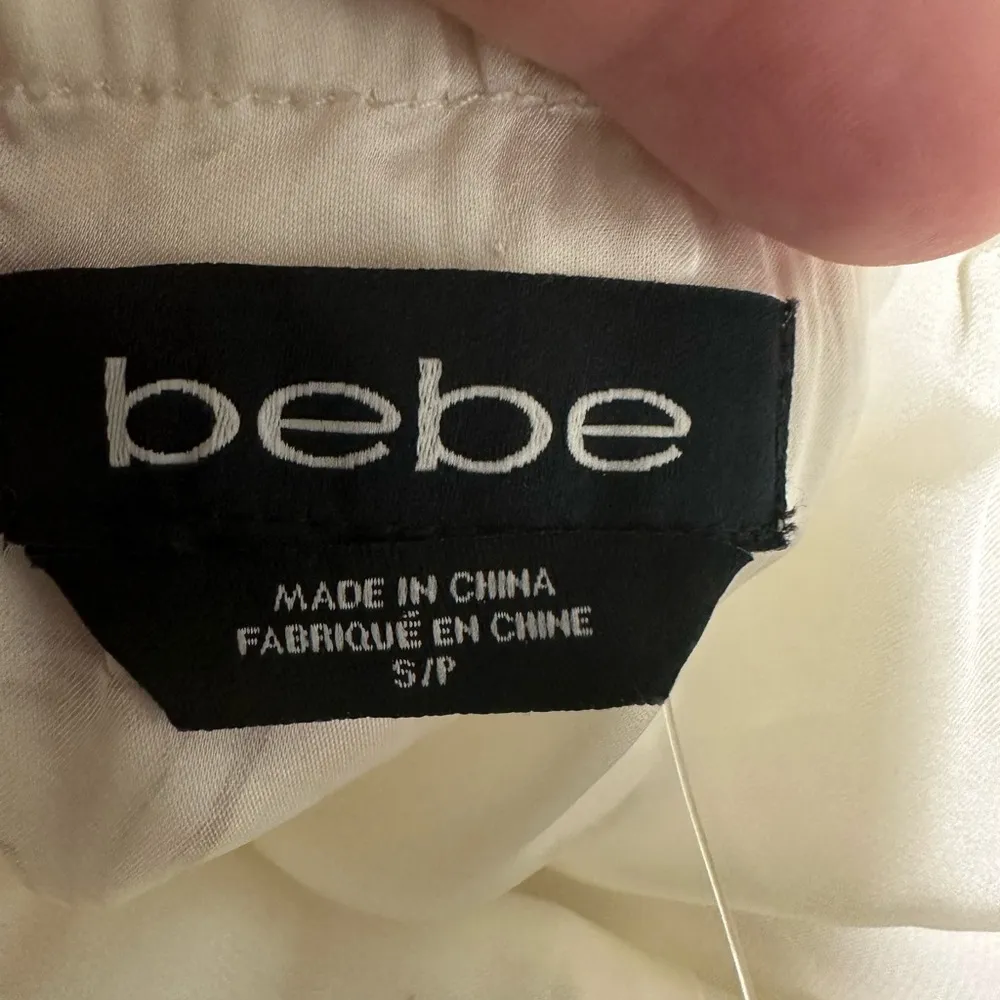 bebe
MADE IN CHINA
FABRIQUÉ EN CHINE
S/P